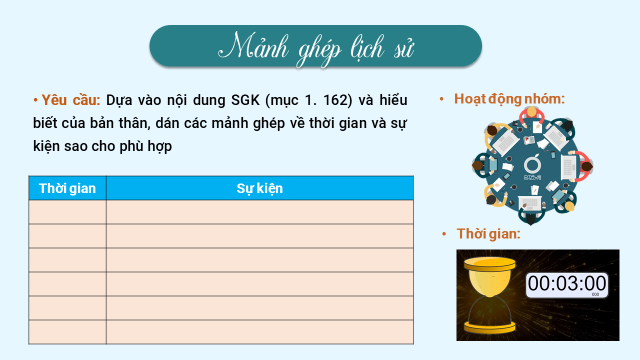 Mảnh ghép lịch sử
• Yêu cầu: Dựa vào nội dung SGK (mục 1. 162) và hiểu
biết của bản thân, dán các mảnh ghép về thời gian và sự
kiện sao cho phù hợp
Thời gian Sự kiện
• Hoạt động nhóm:
• Thời gian:
00:03:00
000